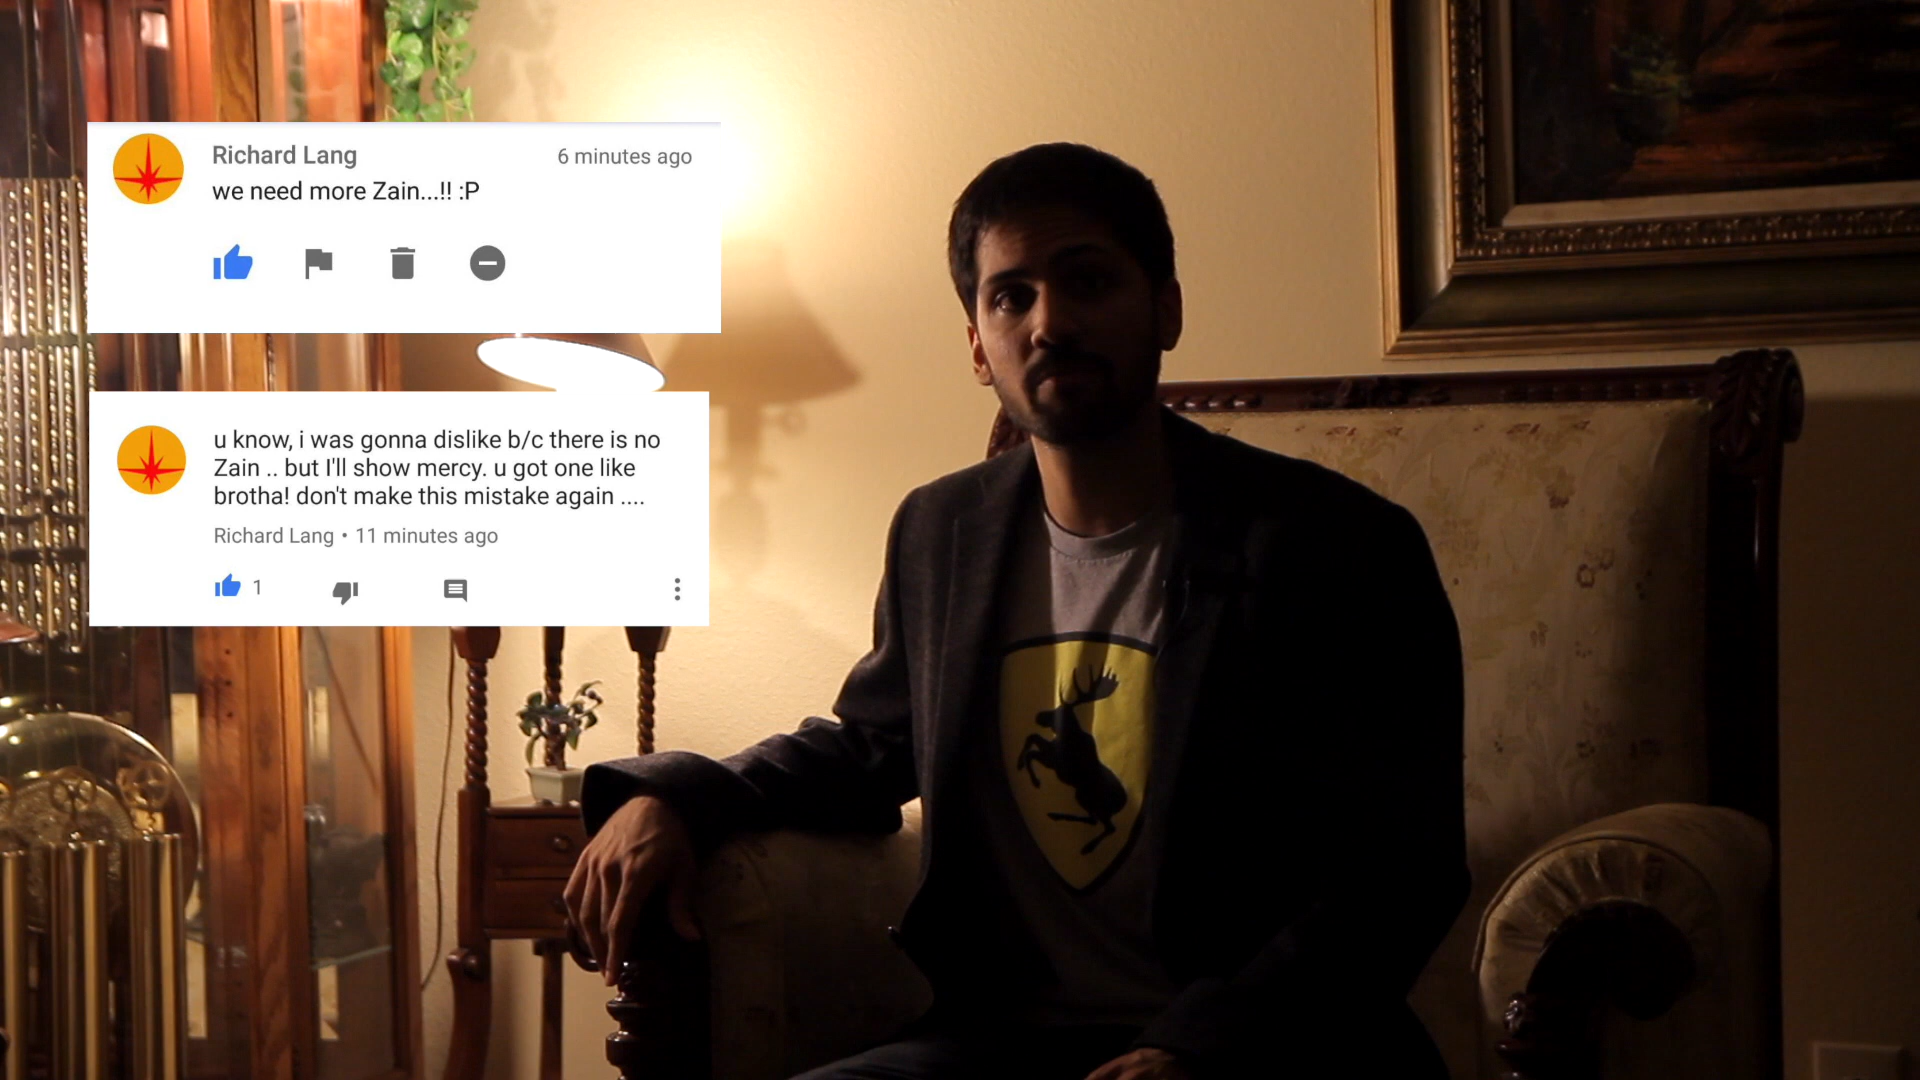 Richard Lang
6 minutes ago
we need more Zain...!! :P
u know, i was gonna dislike b/c there is no
Zain .. but I'll show mercy. u got one like
brotha! don't make this mistake again ....
Richard Lang • 11 minutes ago
1